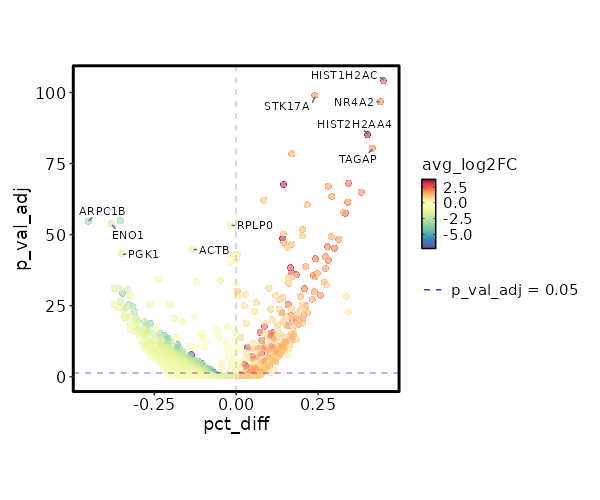 HIST1H2AC
STK17A
NR4A2
HIST2H2AA4
TAGAP
ARPC1B
ENO1
PGK1
ACTB
RPLP0
p_val_adj
100
75
50
25
0
-0.25
0.00
0.25
pct_diff
avg_log2FC
2.5
0.0
-2.5
-5.0
p_val_adj = 0.05